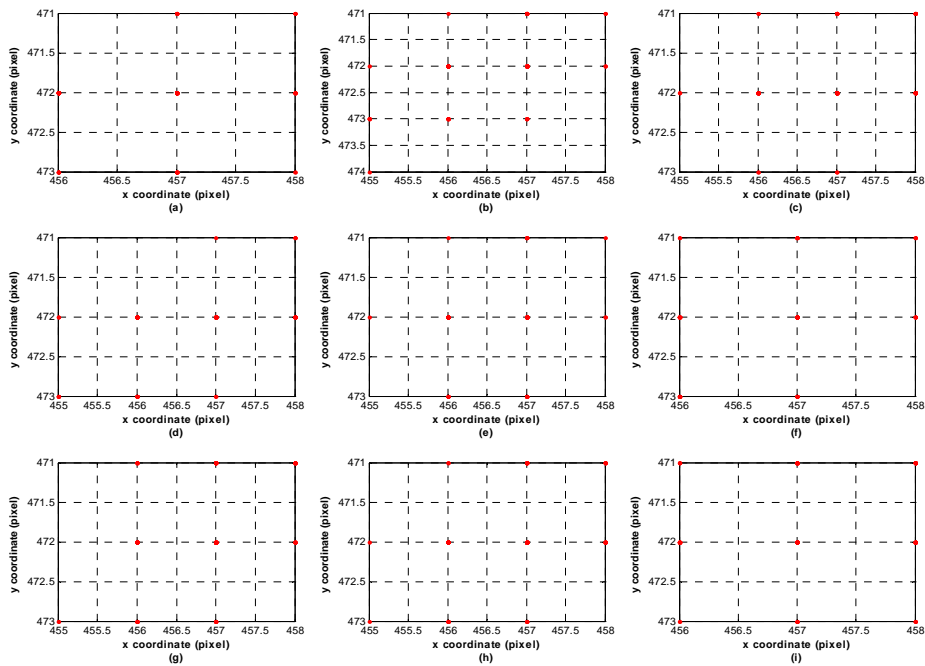 471
471.5
472
472.5
473
y coordinate (pixel)
456 456.5 457 457.5 458
x coordinate (pixel)
(a)
471
471.5
472
472.5
473
473.5
474
y coordinate (pixel)
455 455.5 456 456.5 457 457.5 458
x coordinate (pixel)
(b)
471
471.5
472
472.5
473
y coordinate (pixel)
455 455.5 456 456.5 457 457.5 458
x coordinate (pixel)
(c)
471
471.5
472
472.5
473
y coordinate (pixel)
455 455.5 456 456.5 457 457.5 458
x coordinate (pixel)
(d)
471
471.5
472
472.5
473
y coordinate (pixel)
455 455.5 456 456.5 457 457.5 458
x coordinate (pixel)
(e)
471
471.5
472
472.5
473
y coordinate (pixel)
456 456.5 457 457.5 458
x coordinate (pixel)
(f)
471
471.5
472
472.5
473
y coordinate (pixel)
455 455.5 456 456.5 457 457.5 458
x coordinate (pixel)
(g)
471
471.5
472
472.5
473
y coordinate (pixel)
455 455.5 456 456.5 457 457.5 458
x coordinate (pixel)
(h)
471
471.5
472
472.5
473
y coordinate (pixel)
456 456.5 457 457.5 458
x coordinate (pixel)
(i)